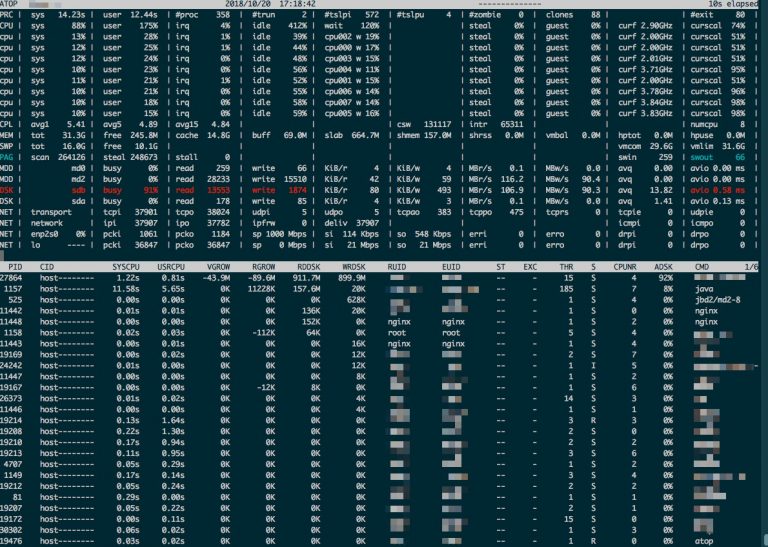 ATOP 2018/10/20 17:18:42 -------------- 10s elapsed
PRC | sys 14.23s | user 12.44s | #proc 358 | #trun 2 | #tslpi 572 | #tslpu 4 | #zombie 0 | clones 88 | #exit 80 |
CPU | sys 88% | user 175% | irq 4% | idle 412% | wait 120% | steal 0% | guest 0% | curf 2.90GHz | curscal 74% |
cpu | sys 13% | user 28% | irq 1% | idle 39% | cpu002 w 19% | steal 0% | guest 0% | curf 2.00GHz | curscal 51% |
cpu | sys 12% | user 25% | irq 1% | idle 44% | cpu000 w 17% | steal 0% | guest 0% | curf 2.00GHz | curscal 51% |
cpu | sys 12% | user 24% | irq 0% | idle 48% | cpu003 w 15% | steal 0% | guest 0% | curf 2.01GHz | curscal 51% |
cpu | sys 10% | user 23% | irq 0% | idle 56% | cpu004 w 11% | steal 0% | guest 0% | curf 3.71GHz | curscal 95% |
cpu | sys 11% | user 21% | irq 1% | idle 52% | cpu001 w 15% | steal 0% | guest 0% | curf 2.00GHz | curscal 51% |
cpu | sys 10% | user 21% | irq 0% | idle 55% | cpu006 w 14% | steal 0% | guest 0% | curf 3.78GHz | curscal 96% |
cpu | sys 10% | user 18% | irq 0% | idle 58% | cpu007 w 14% | steal 0% | guest 0% | curf 3.84GHz | curscal 98% |
cpu | sys 10% | user 15% | irq 0% | idle 59% | cpu005 w 16% | steal 0% | guest 0% | curf 3.83GHz | curscal 98% |
CPL | avg1 5.41 | avg5 4.89 | avg15 4.84 | csw 131117 | intr 65311 | numcpu 8 |
MEM | tot 31.3G | free 245.8M | cache 14.8G | buff 69.0M | slab 664.7M | shmem 157.0M | shrss 0.0M | vmbal 0.0M | hptot 0.0M | hpuse 0.0M |
SWP | tot 16.0G | free 10.1G | vmcom 29.6G | vmlim 31.6G |
PAG | scan 264126 | steal 248673 | stall 0 | swin 259 | swout 66 |
MDD | md0 | busy 0% | read 259 | write 66 | KiB/r 4 | KiB/w 4 | MBr/s 0.1 | MBw/s 0.0 | avq 0.00 | avio 0.00 ms |
MDD | md2 | busy 0% | read 28233 | write 15510 | KiB/r 42 | KiB/w 59 | MBr/s 116.2 | MBw/s 90.4 | avq 0.00 | avio 0.00 ms |
DSK | sdb | busy 91% | read 13553 | write 1874 | KiB/r 80 | KiB/w 493 | MBr/s 106.9 | MBw/s 90.3 | avq 13.82 | avio 0.58 ms |
DSK | sda | busy 0% | read 178 | write 85 | KiB/r 4 | KiB/w 3 | MBr/s 0.1 | MBw/s 0.0 | avq 1.41 | avio 0.13 ms |
NET | transport | tcpi 37901 | tcpo 38024 | udpi 5 | udpo 5 | tcpao 383 | tcppo 475 | tcprs 0 | tcpie 0 | udpie 0 |
NET | network | ipi 37907 | ipo 37782 | ipfrw 0 | deliv 37907 | icmpi 0 | icmpo 0 |
NET | enp2s0 0% | pcki 1061 | pcko 1184 | sp 1000 Mbps | si 114 Kbps | so 548 Kbps | erri 0 | erro 0 | drpi 0 | drpo 0 |
NET | lo ---- | pcki 36847 | pcko 36847 | sp 0 Mbps | si 21 Mbps | so 21 Mbps | erri 0 | erro 0 | drpi 0 | drpo 0 |
PID CID SYSCPU USRCPU VGROW RGROW RDDSK WRDSK RUID EUID ST EXC THR S CPUNR ADSK CMD 1/6
27864 host-------- 1.22s 0.81s -43.9M -89.6M 911.7M 899.9M -- - 15 S 4 92%
1157 host-------- 11.58s 5.65s 0K 11228K 157.6M 20K -- - 185 S 7 8% java
525 host-------- 0.00s 0.00s 0K 0K 0K 628K -- - 1 S 4 0% jbd2/md2-8
11442 host-------- 0.01s 0.00s 0K 0K 136K 20K nginx nginx -- - 1 S 0 0% nginx
11448 host-------- 0.00s 0.00s 0K 0K 152K 0K nginx nginx -- - 1 S 2 0% nginx
1158 host-------- 0.02s 0.03s 0K -112K 64K 0K root root -- - 5 S 4 0%
11443 host-------- 0.01s 0.00s 0K 0K 0K 16K nginx nginx -- - 1 S 4 0%
19169 host-------- 0.00s 0.02s 0K 0K 0K 12K -- - 2 S 7 0%
24242 host-------- 0.01s 0.01s 0K 0K 0K 12K -- - 1 I 5 0%
11447 host-------- 0.00s 0.00s 0K 0K 0K 8K -- - 1 S 2 0%
19167 host-------- 0.00s 0.00s 0K -12K 8K 0K -- - 1 S 6 0%
26373 host-------- 0.01s 0.02s 0K 0K 0K 4K -- - 14 S 3 0%
11446 host-------- 0.00s 0.00s 0K 0K 0K 4K -- - 1 S 1 0%
19214 host-------- 0.13s 1.64s 0K 0K 0K 0K -- - 3 R 3 0%
19208 host-------- 0.22s 1.30s 0K 0K 0K 0K -- - 2 S 0 0%
19210 host-------- 0.17s 0.94s 0K 0K 0K 0K -- - 2 S 2 0%
19213 host-------- 0.11s 0.95s 0K 0K 0K 0K -- - 3 S 6 0%
4707 host-------- 0.05s 0.29s 0K 0K 0K 0K -- - 1 S 2 0%
1149 host-------- 0.17s 0.14s 0K 0K 0K 0K -- - 3 S 4 0%
19212 host-------- 0.05s 0.24s 0K 0K 0K 0K -- - 2 S 2 0%
81 host-------- 0.29s 0.00s 0K 0K 0K 0K -- - 1 S 1 0%
19207 host-------- 0.05s 0.22s 0K 0K 0K 0K -- - 2 S 1 0%
19172 host-------- 0.00s 0.11s 0K 0K 0K 0K -- - 15 S 0 0%
30302 host-------- 0.06s 0.02s 0K 0K 0K 0K -- - 1 S 3 0%
19476 host-------- 0.03s 0.02s 0K 0K 0K 0K -- - 1 R 0 0% atop